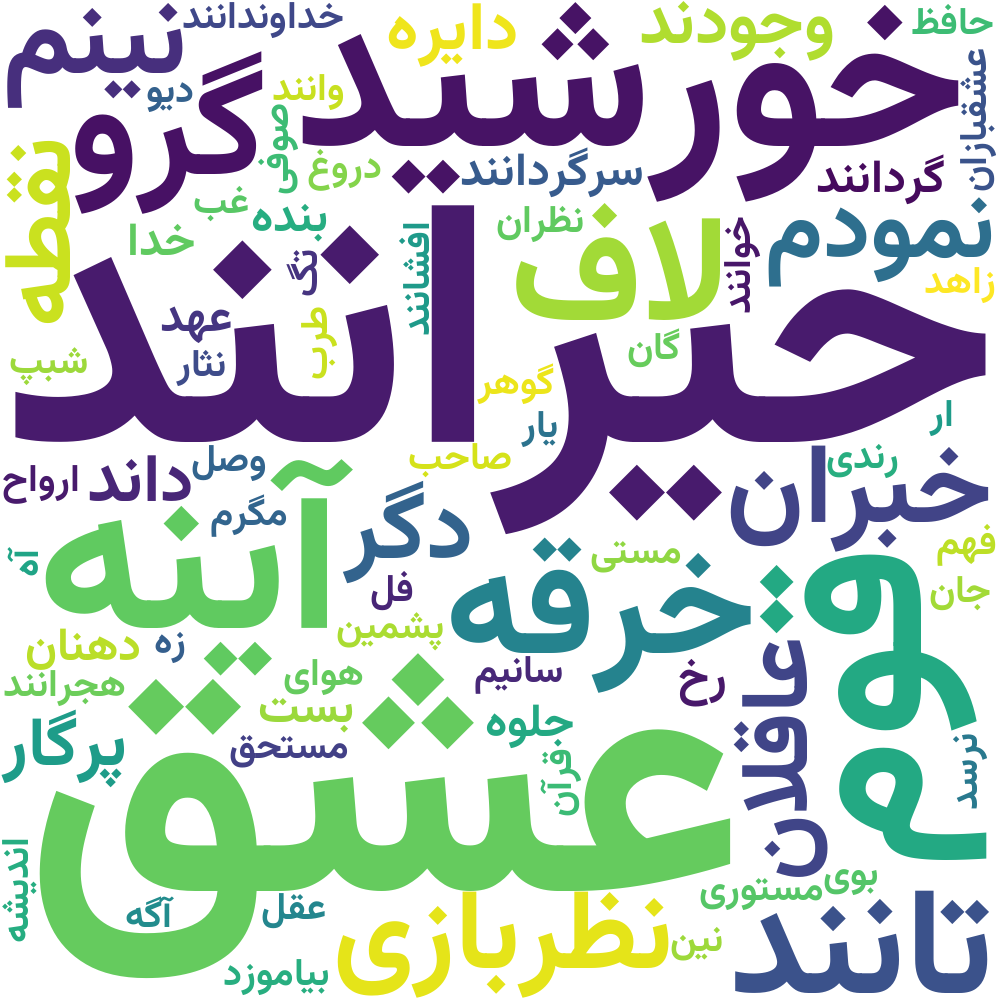 خداوندانند
نینم
دیو
گرو
وانند
صوفی
دایره
خورشید
وجودند
حافظ
عشقبازان
دروغ
سرگردانند
گردانند
نقطه
غب
بنده
خدا
تگ
افشانند
نظران
لاف
خوانند
نمودم
زاهد
عهد
نثار
طرب
شبپ
حیرانند
گان
گوهر
یار
ار
ارواح
داند
وصل
صاحب
رندی
خبران
مگرم
دگر
آینه
آه
فل
مستی
خرقه
فهم
جان
قوم
پشمین
دهنان
زه
هجرانند
هوای
سانیم
رخ
عاقلان
نرسد
پرگار
بست
مستحق
جلوه
قرآن
عشق
اندیشه
آگه
عقل
بیاموزد
نظربازی
نین
مستوری
بوی
تانند